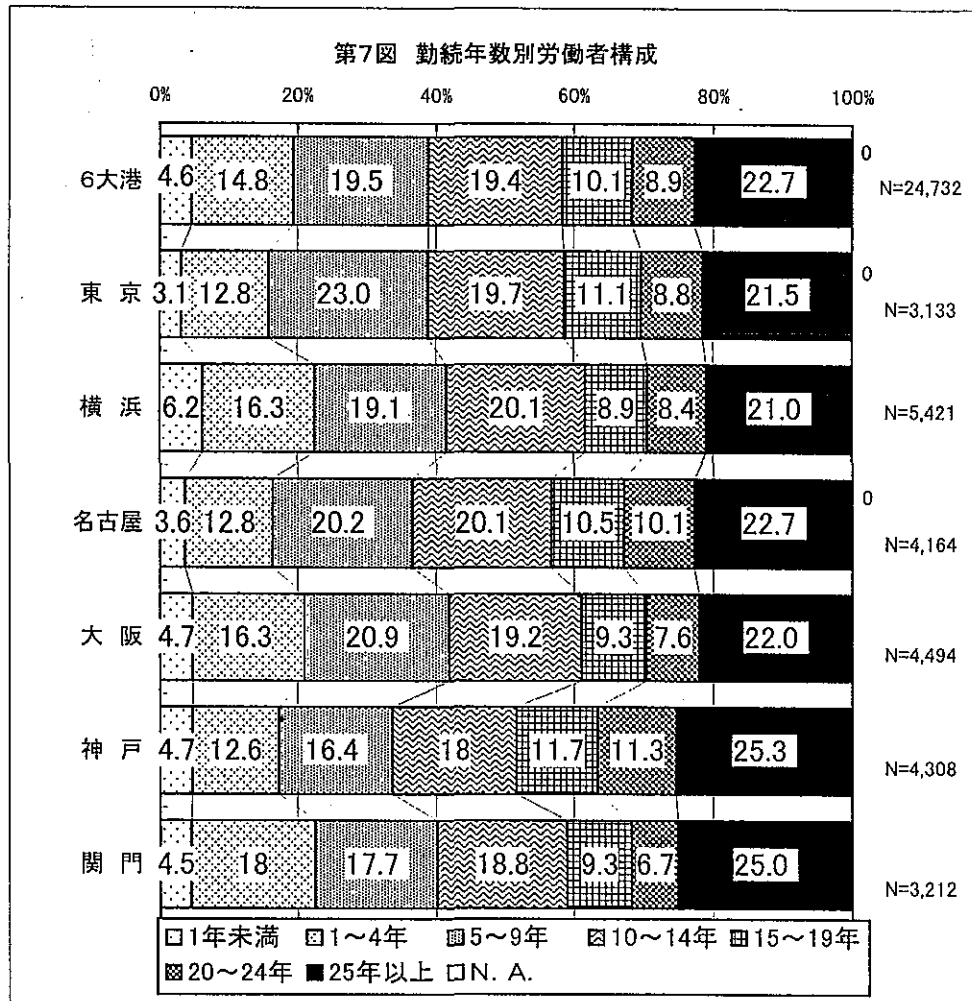 第7図 勤続年数別労働者構成
0% 20% 40% 60% 80% 100%
6大港 4.6 14.8 19.5 19.4 10.1 8.9 22.7 0 N=24,732
東京 3.1 12.8 23.0 19.7 11.1 8.8 21.5 0 N=3,133
横浜 6.2 16.3 19.1 20.1 8.9 8.4 21.0 N=5,421
名古屋 3.6 12.8 20.2 20.1 10.5 10.1 22.7 0 N=4,164
大阪 4.7 16.3 20.9 19.2 9.3 7.6 22.0 N=4,494
神戸 4.7 12.6 16.4 18 11.7 11.3 25.3 N=4,308
関門 4.5 18 17.7 18.8 9.3 6.7 25.0 N=3,212
1年未満 1～4年 5～9年 10～14年 15～19年
20～24年 25年以上 N. A.